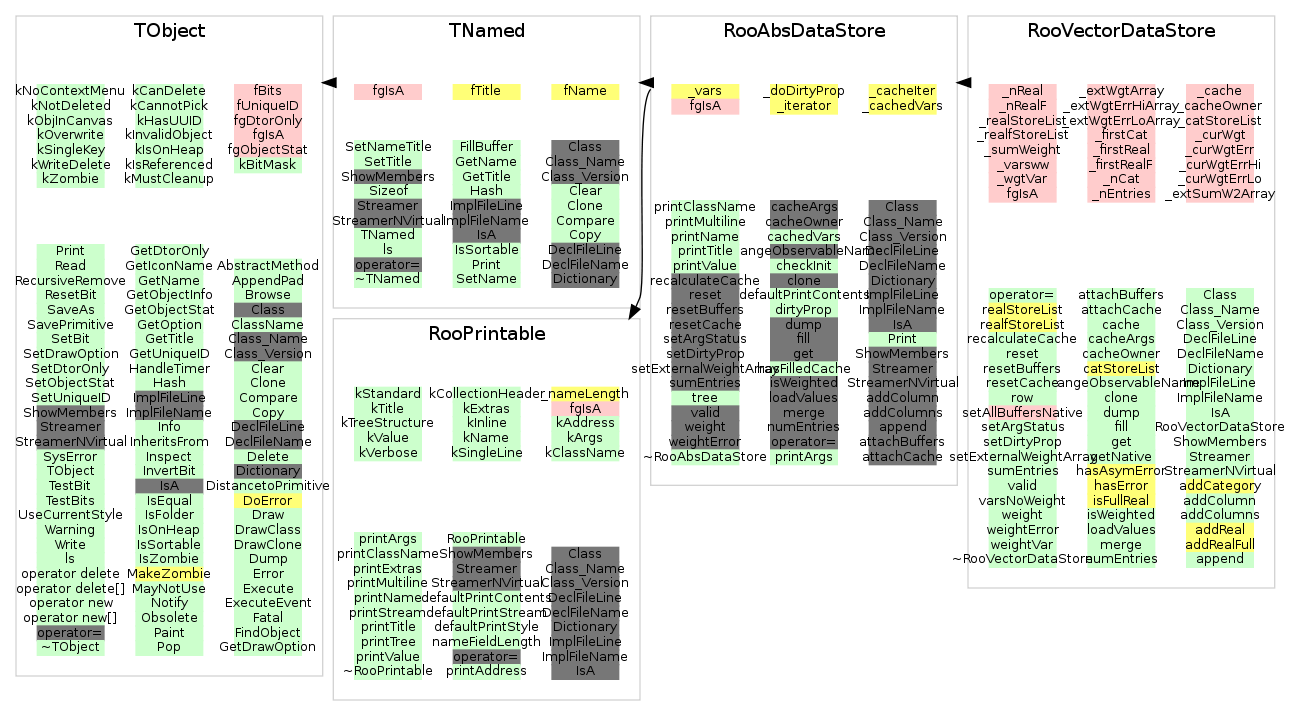 TObject
kNoContextMenu
kNotDeleted
kObjInCanvas
kOverwrite
kSingleKey
kWriteDelete
kZombie
kCanDelete
kCannotPick
kHasUUID
kInvalidObject
kIsOnHeap
kIsReferenced
kMustCleanup
fBits
fUniqueID
fgDtorOnly
fgIsA
fgObjectStat
kBitMask
Print
Read
RecursiveRemove
ResetBit
SaveAs
SavePrimitive
SetBit
SetDrawOption
SetDtorOnly
SetObjectStat
SetUniqueID
ShowMembers
Streamer
StreamerNVirtual
SysError
TObject
TestBit
TestBits
UseCurrentStyle
Warning
Write
ls
operator delete
operator delete[]
operator new
operator new[]
operator=
~TObject
GetDtorOnly
GetIconName
GetName
GetObjectInfo
GetObjectStat
GetOption
GetTitle
GetUniqueID
HandleTimer
Hash
ImplFileLine
ImplFileName
Info
InheritsFrom
Inspect
InvertBit
IsA
IsEqual
IsFolder
IsOnHeap
IsSortable
IsZombie
MakeZombie
MayNotUse
Notify
Obsolete
Paint
Pop
AbstractMethod
AppendPad
Browse
Class
ClassName
Class_Name
Class_Version
Clear
Clone
Compare
Copy
DeclFileLine
DeclFileName
Delete
Dictionary
DistancetoPrimitive
DoError
Draw
DrawClass
DrawClone
Dump
Error
Execute
ExecuteEvent
Fatal
FindObject
GetDrawOption
TNamed
fgIsA
fTitle
fName
SetNameTitle
SetTitle
ShowMembers
Sizeof
Streamer
StreamerNVirtual
TNamed
ls
operator=
~TNamed
FillBuffer
GetName
GetTitle
Hash
ImplFileLine
ImplFileName
IsA
IsSortable
Print
SetName
Class
Class_Name
Class_Version
Clear
Clone
Compare
Copy
DeclFileLine
DeclFileName
Dictionary
RooPrintable
kStandard
kTitle
kTreeStructure
kValue
kVerbose
kCollectionHeader
kExtras
kInline
kName
kSingleLine
_nameLength
fgIsA
kAddress
kArgs
kClassName
printArgs
printClassName
printExtras
printMultiline
printName
printStream
printTitle
printTree
printValue
~RooPrintable
RooPrintable
ShowMembers
Streamer
StreamerNVirtual
defaultPrintContents
defaultPrintStream
defaultPrintStyle
nameFieldLength
operator=
printAddress
Class
Class_Name
Class_Version
DeclFileLine
DeclFileName
Dictionary
ImplFileLine
ImplFileName
IsA
RooAbsDataStore
_vars
fgIsA
_doDirtyProp
_iterator
_cacheIter
_cachedVars
printClassName
printMultiline
printName
printTitle
printValue
recalculateCache
reset
resetBuffers
resetCache
setArgStatus
setDirtyProp
setExternalWeightArray
sumEntries
tree
valid
weight
weightError
~RooAbsDataStore
cacheArgs
cacheOwner
cachedVars
angeObservableName
checkInit
clone
defaultPrintContents
dirtyProp
dump
fill
get
hasFilledCache
isWeighted
loadValues
merge
numEntries
operator=
printArgs
Class
Class_Name
Class_Version
DeclFileLine
DeclFileName
Dictionary
ImplFileLine
ImplFileName
IsA
Print
ShowMembers
Streamer
StreamerNVirtual
addColumn
addColumns
append
attachBuffers
attachCache
RooVectorDataStore
_nReal
_nRealF
_realStoreList
_realfStoreList
_sumWeight
_varsww
_wgtVar
fgIsA
_extWgtArray
_extWgtErrHiArray
_extWgtErrLoArray
_firstCat
_firstReal
_firstRealF
_nCat
_nEntries
_cache
_cacheOwner
_catStoreList
_curWgt
_curWgtErr
_curWgtErrHi
_curWgtErrLo
_extSumW2Array
operator=
realStoreList
realfStoreList
recalculateCache
reset
resetBuffers
resetCache
row
setAllBuffersNative
setArgStatus
setDirtyProp
setExternalWeightArray
sumEntries
valid
varsNoWeight
weight
weightError
weightVar
~RooVectorDataStore
attachBuffers
attachCache
cache
cacheArgs
cacheOwner
catStoreList
angeObservableName
clone
dump
fill
get
getNative
hasAsymError
hasError
isFullReal
isWeighted
loadValues
merge
numEntries
Class
Class_Name
Class_Version
DeclFileLine
DeclFileName
Dictionary
ImplFileLine
ImplFileName
IsA
RooVectorDataStore
ShowMembers
Streamer
StreamerNVirtual
addCategory
addColumn
addColumns
addReal
addRealFull
append